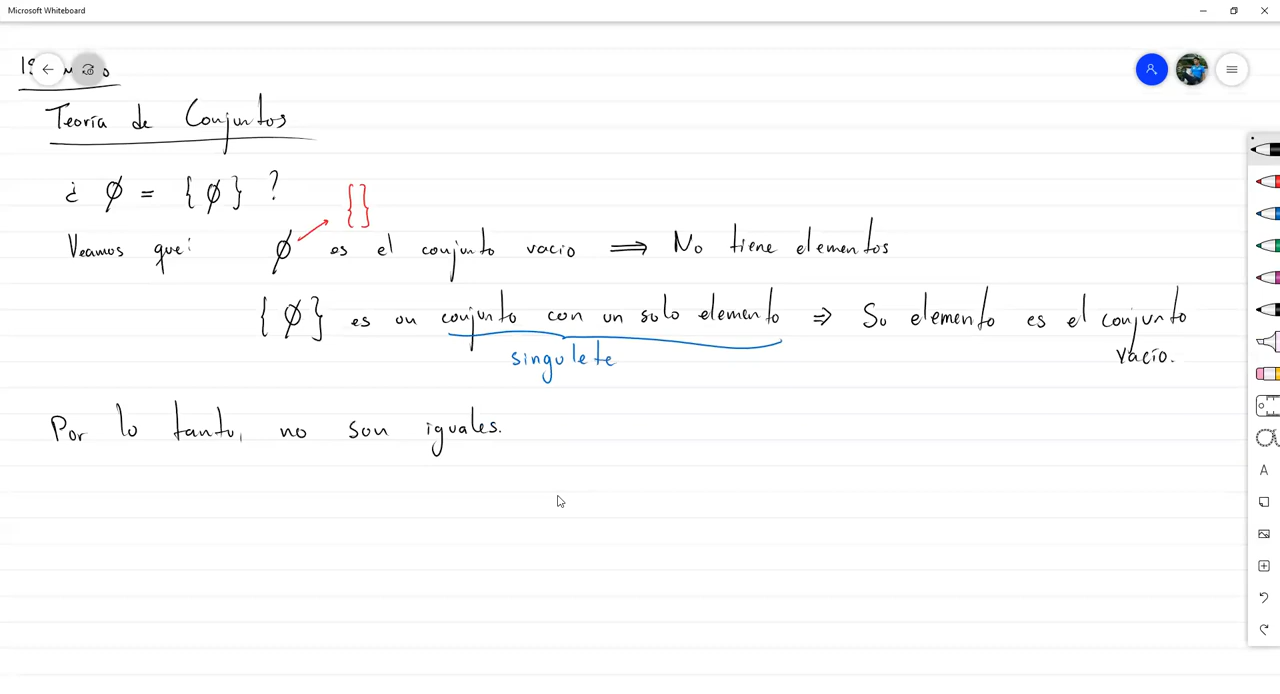 Microsoft Whiteboard
Teoría de Conjuntos
¿ ∅ = {∅} ?
{}
Veamos que: ∅ es el conjunto vacio ⟹ No tiene elementos
{∅} es un conjunto con un solo elemento ⇒ Su elemento es el conjunto
vacío.
singulete
Por lo tanto, no son iguales.
A